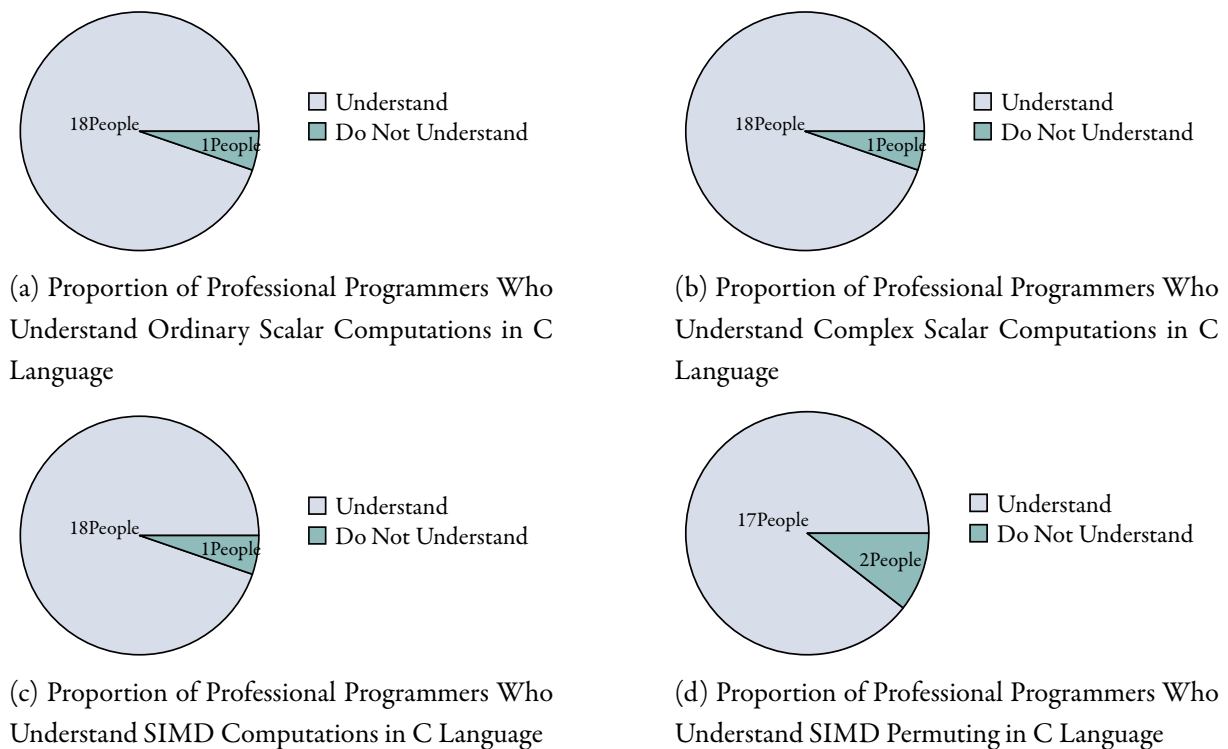 18People
1People
Understand
Do Not Understand
(a) Proportion of Professional Programmers Who
Understand Ordinary Scalar Computations in C
Language
18People
1People
Understand
Do Not Understand
(b) Proportion of Professional Programmers Who
Understand Complex Scalar Computations in C
Language
18People
1People
Understand
Do Not Understand
(c) Proportion of Professional Programmers Who
Understand SIMD Computations in C Language
17People
2People
Understand
Do Not Understand
(d) Proportion of Professional Programmers Who
Understand SIMD Permuting in C Language